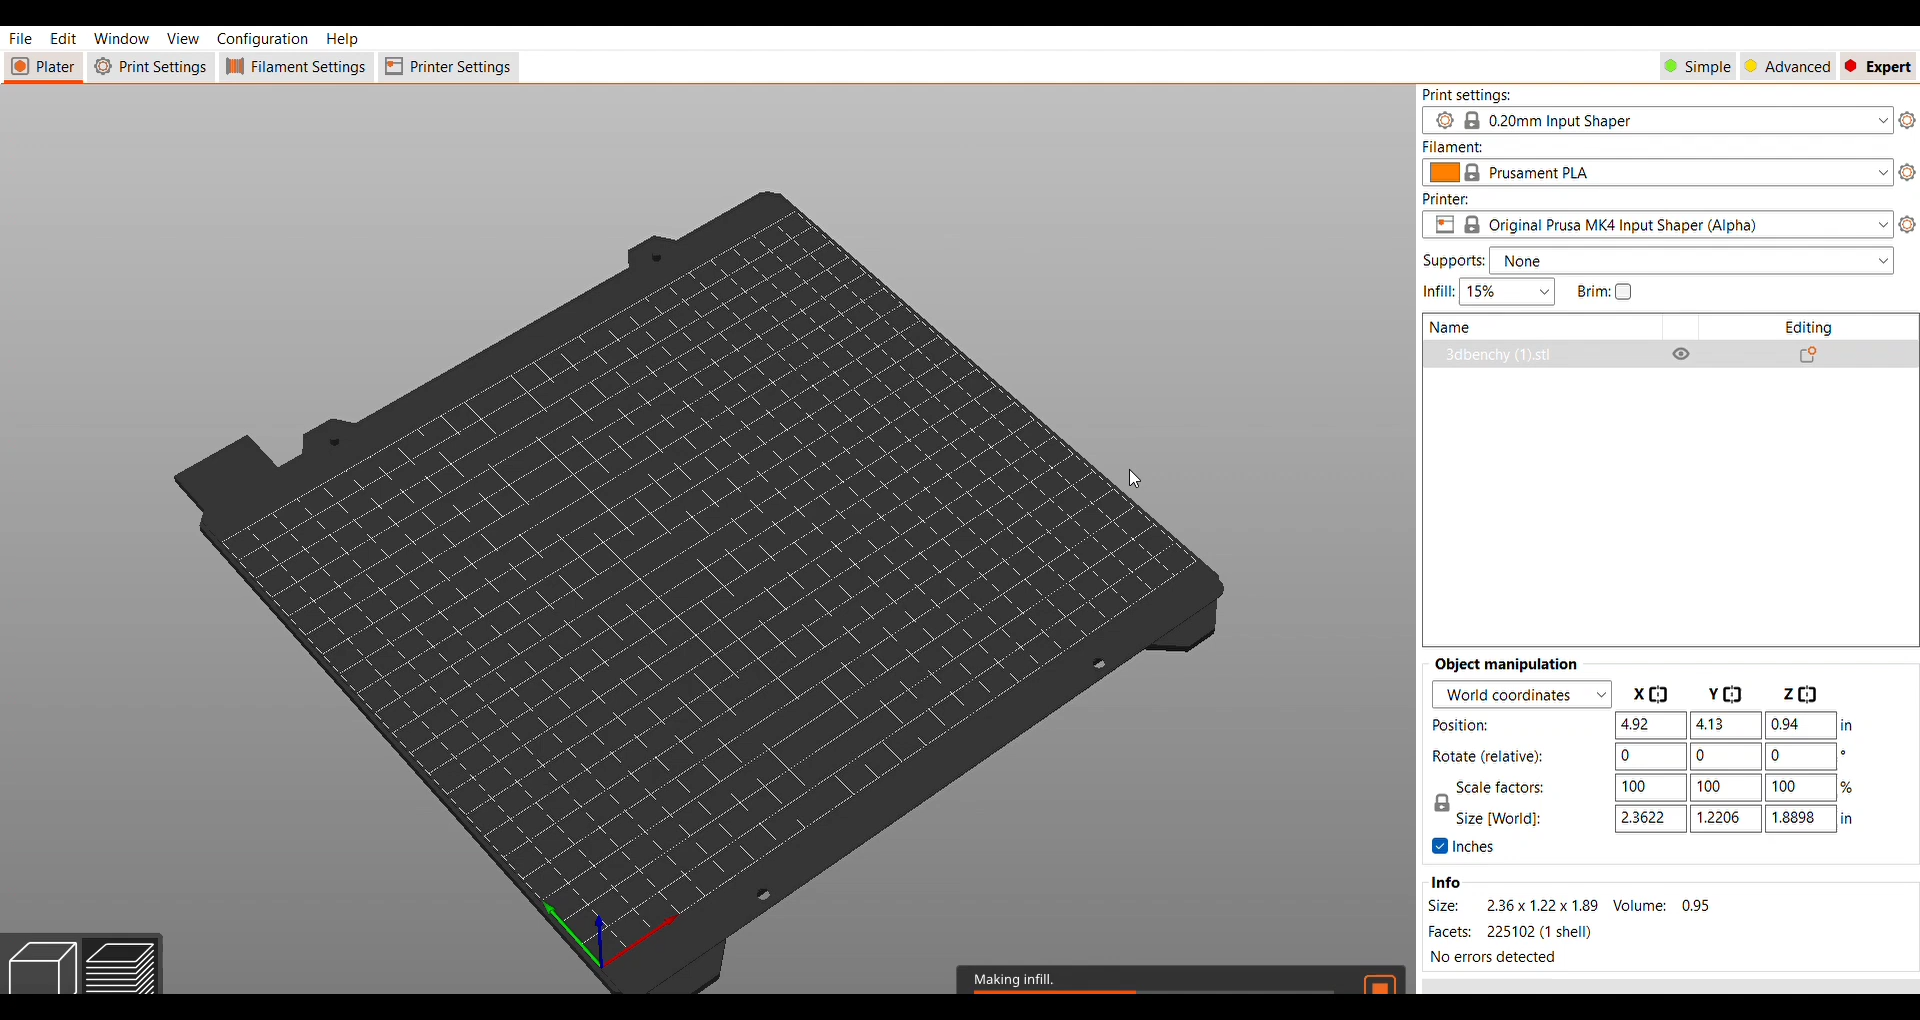 File Edit Window View Configuration Help
Plater Print Settings Filament Settings Printer Settings Simple Advanced Expert
Print settings:
0.20mm Input Shaper
Filament:
Prusament PLA
Printer:
Original Prusa MK4 Input Shaper (Alpha)
Supports: None
Infill: 15% Brim:
Name Editing
3dbenchy (1).stl
Object manipulation
World coordinates X Y Z
Position: 4.92 4.13 0.94 in
Rotate (relative): 0 0 0 °
Scale factors: 100 100 100 %
Size [World]: 2.3622 1.2206 1.8898 in
Inches
Info
Size: 2.36 x 1.22 x 1.89 Volume: 0.95
Facets: 225102 (1 shell)
No errors detected
Making infill.